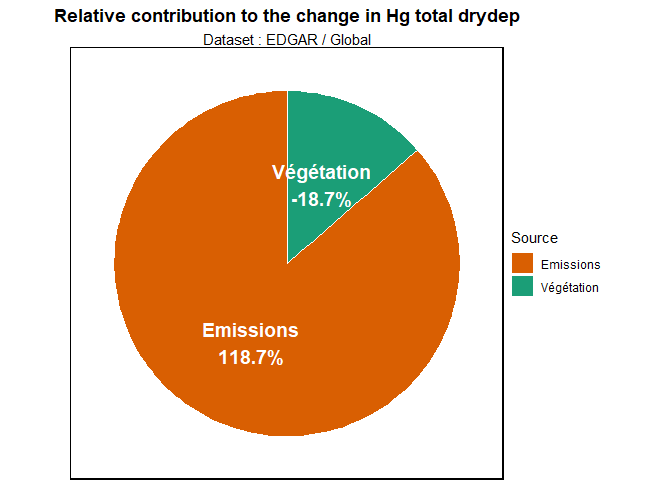 Relative contribution to the change in Hg total drydep
Dataset : EDGAR / Global
Végétation
-18.7%
Emissions
118.7%
Source
Emissions
Végétation